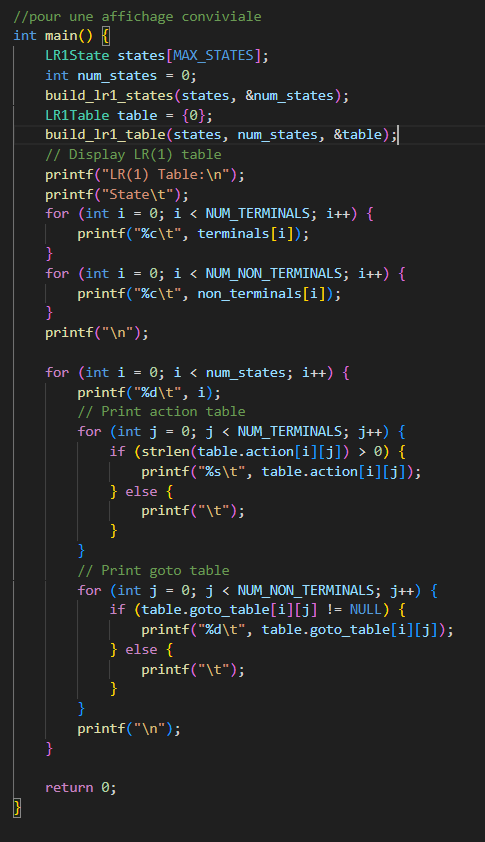 //pour une affichage conviviale
int main() {
    LR1State states[MAX_STATES];
    int num_states = 0;
    build_lr1_states(states, &num_states);
    LR1Table table = {0};
    build_lr1_table(states, num_states, &table);
    // Display LR(1) table
    printf("LR(1) Table:\n");
    printf("State\t");
    for (int i = 0; i < NUM_TERMINALS; i++) {
        printf("%c\t", terminals[i]);
    }
    for (int i = 0; i < NUM_NON_TERMINALS; i++) {
        printf("%c\t", non_terminals[i]);
    }
    printf("\n");

    for (int i = 0; i < num_states; i++) {
        printf("%d\t", i);
        // Print action table
        for (int j = 0; j < NUM_TERMINALS; j++) {
            if (strlen(table.action[i][j]) > 0) {
                printf("%s\t", table.action[i][j]);
            } else {
                printf("\t");
            }
        }
        // Print goto table
        for (int j = 0; j < NUM_NON_TERMINALS; j++) {
            if (table.goto_table[i][j] != NULL) {
                printf("%d\t", table.goto_table[i][j]);
            } else {
                printf("\t");
            }
        }
        printf("\n");
    }

    return 0;
}